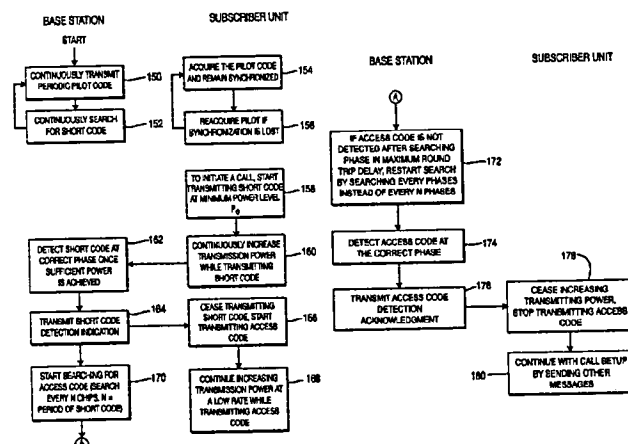 BASE STATION
SUBSCRIBER UNIT
START
CONTINUOUSLY TRANSMIT
PERIODIC PILOT CODE
150
CONTINUOUSLY SEARCH
FOR SHORT CODE
152
ACQUIRE THE PILOT CODE
AND REMAIN SYNCHRONIZED
154
REACQUIRE PILOT IF
SYNCHRONIZATION IS LOST
156
TO INITIATE A CALL, START
TRANSMITTING SHORT CODE
AT MINIMUM POWER LEVEL
P0
158
CONTINUOUSLY INCREASE
TRANSMISSION POWER
WHILE TRANSMITTING
SHORT CODE
160
162
DETECT SHORT CODE AT
CORRECT PHASE ONCE
SUFFICIENT POWER
IS ACHIEVED
164
TRANSMIT SHORT CODE
DETECTION INDICATION
CEASE TRANSMITTING
SHORT CODE, START
TRANSMITTING ACCESS
CODE
166
170
START SEARCHING FOR
ACCESS CODE (SEARCH
EVERY N CHIPS, N =
PERIOD OF SHORT CODE)
CONTINUE INCREASING
TRANSMISSION POWER AT
A LOW RATE WHILE
TRANSMITTING ACCESS
CODE
168
A
BASE STATION
SUBSCRIBER UNIT
A
IF ACCESS CODE IS NOT
DETECTED AFTER SEARCHING
PHASE IN MAXIMUM ROUND
TRIP DELAY, RESTART SEARCH
BY SEARCHING EVERY PHASES
INSTEAD OF EVERY N PHASES
172
DETECT ACCESS CODE AT
THE CORRECT PHASE
174
TRANSMIT ACCESS CODE
DETECTION
ACKNOWLEDGMENT
176
179
CEASE INCREASING
TRANSMITTING POWER,
STOP TRANSMITTING ACCESS
CODE
CONTINUE WITH CALL SETUP
BY SENDING OTHER
MESSAGES
180